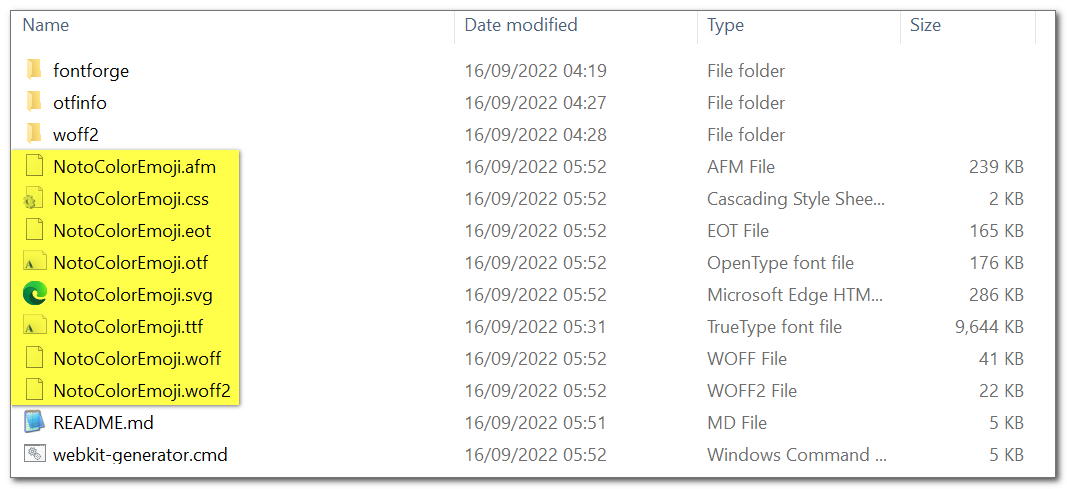 Name Date modified Type Size
fontforge 16/09/2022 04:19 File folder
otfinfo 16/09/2022 04:27 File folder
woff2 16/09/2022 04:28 File folder
NotoColorEmoji.afm 16/09/2022 05:52 AFM File 239 KB
NotoColorEmoji.css 16/09/2022 05:52 Cascading Style Shee... 2 KB
NotoColorEmoji.eot 16/09/2022 05:52 EOT File 165 KB
NotoColorEmoji.otf 16/09/2022 05:52 OpenType font file 176 KB
NotoColorEmoji.svg 16/09/2022 05:52 Microsoft Edge HTM... 286 KB
NotoColorEmoji.ttf 16/09/2022 05:31 TrueType font file 9,644 KB
NotoColorEmoji.woff 16/09/2022 05:52 WOFF File 41 KB
NotoColorEmoji.woff2 16/09/2022 05:52 WOFF2 File 22 KB
README.md 16/09/2022 05:51 MD File 5 KB
webkit-generator.cmd 16/09/2022 05:52 Windows Command ... 5 KB